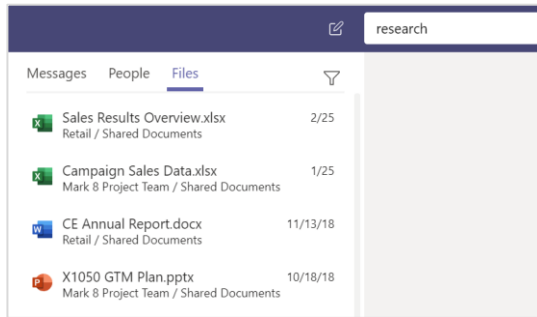 research
Messages People Files
Sales Results Overview.xlsx 2/25
Retail / Shared Documents
Campaign Sales Data.xlsx 1/25
Mark 8 Project Team / Shared Documents
CE Annual Report.docx 11/13/18
Retail / Shared Documents
X1050 GTM Plan.pptx 10/18/18
Mark 8 Project Team / Shared Documents